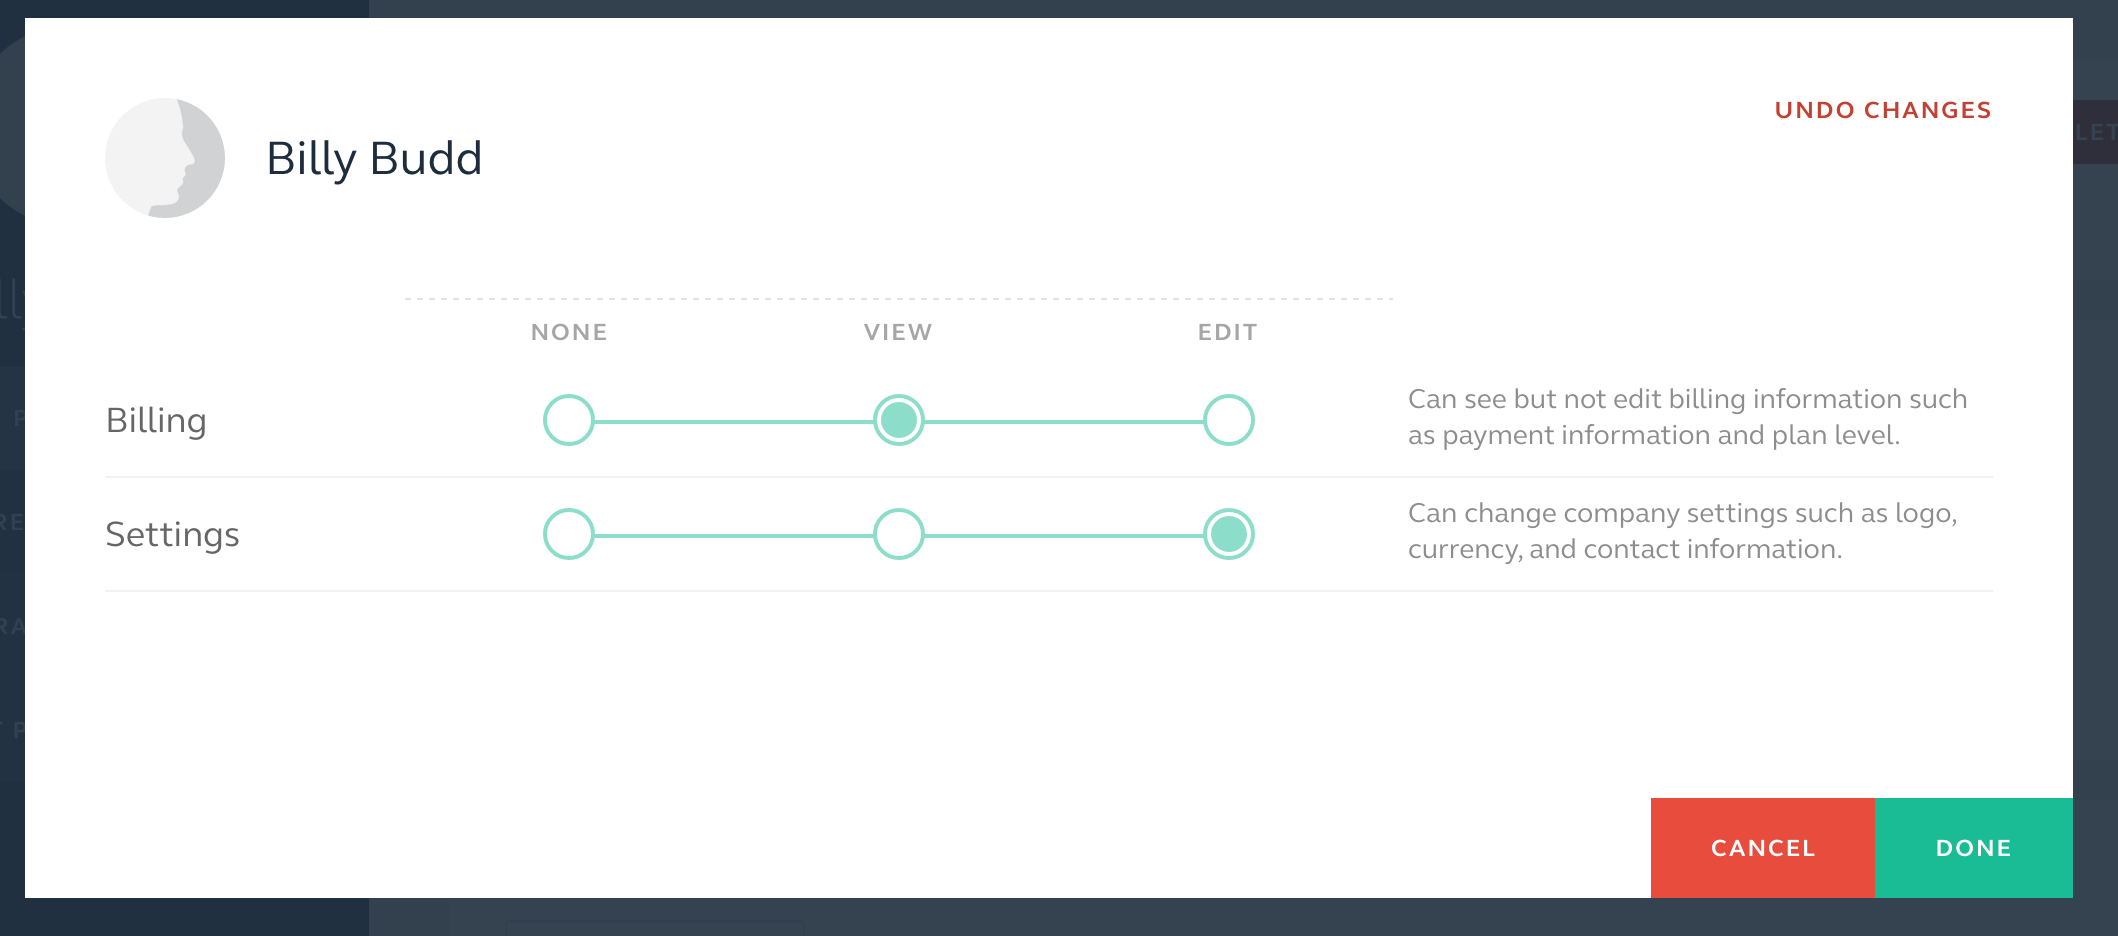 UNDO CHANGES
Billy Budd
NONE VIEW EDIT
Billing
Can see but not edit billing information such
as payment information and plan level.
Settings
Can change company settings such as logo,
currency, and contact information.
CANCEL DONE